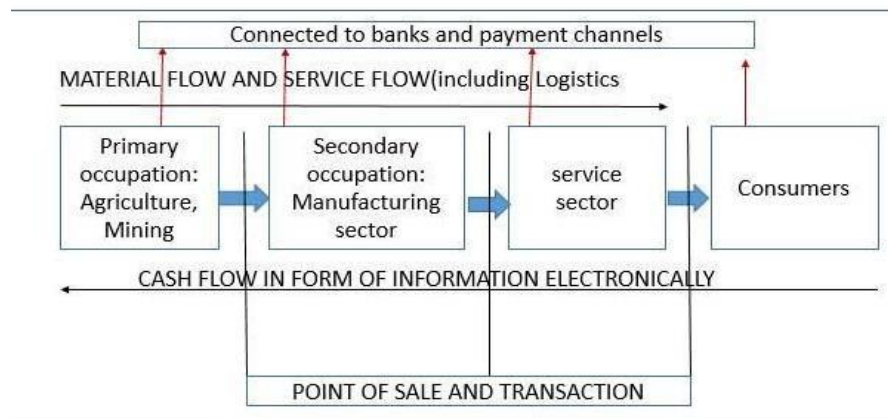 Connected to banks and payment channels
MATERIAL FLOW AND SERVICE FLOW(including Logistics
Primary
occupation:
Agriculture,
Mining
Secondary
occupation:
Manufacturing
sector
service
sector
Consumers
CASH FLOW IN FORM OF INFORMATION ELECTRONICALLY
POINT OF SALE AND TRANSACTION